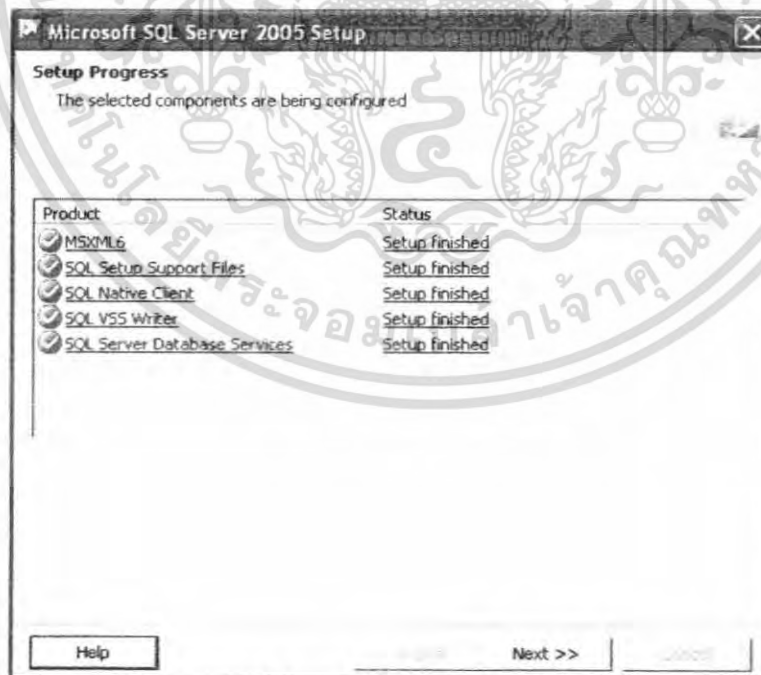 Microsoft SQL Server 2005 Setup
Setup Progress
The selected components are being configured
Product Status
MSXML6 Setup finished
SQL Setup Support Files Setup finished
SQL Native Client Setup finished
SQL VSS Writer Setup finished
SQL Server Database Services Setup finished
Help Next >>